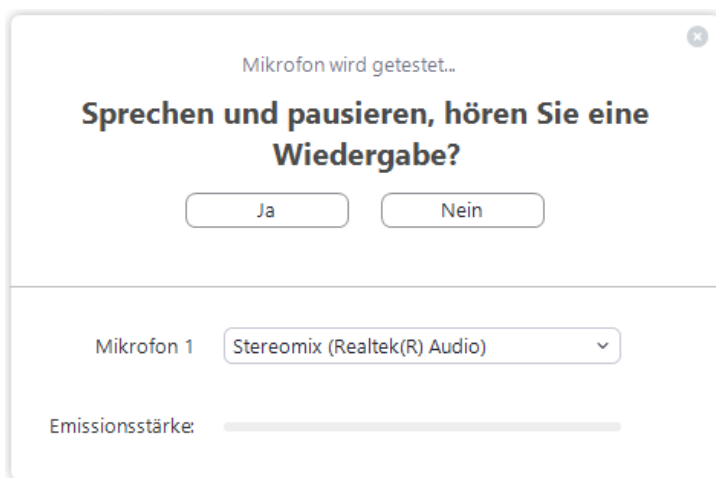 Mikrofon wird getestet...
Sprechen und pausieren, hören Sie eine
Wiedergabe?
Ja
Nein
Mikrofon 1
Stereomix (Realtek(R) Audio)
Emissionsstärke: